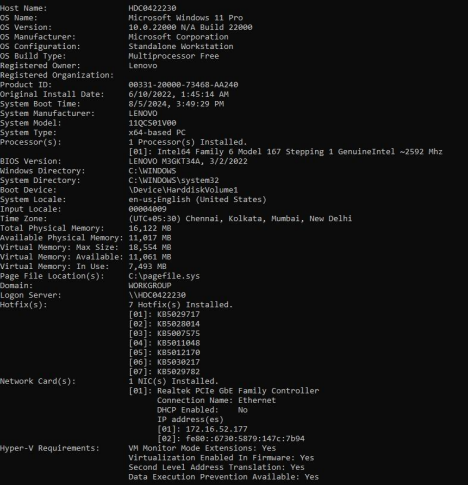 Host Name: HDC0422230
OS Name: Microsoft Windows 11 Pro
OS Version: 10.0.22000 N/A Build 22000
OS Manufacturer: Microsoft Corporation
OS Configuration: Standalone Workstation
OS Build Type: Multiprocessor Free
Registered Owner: Lenovo
Registered Organization:
Product ID: 00331-20000-73468-AA240
Original Install Date: 6/10/2022, 1:45:14 AM
System Boot Time: 8/5/2024, 3:49:29 PM
System Manufacturer: LENOVO
System Model: 11QCS01V00
System Type: x64-based PC
Processor(s): 1 Processor(s) Installed.
[01]: Intel64 Family 6 Model 167 Stepping 1 GenuineIntel ~2592 Mhz
BIOS Version: LENOVO M3GKT34A, 3/2/2022
Windows Directory: C:\WINDOWS
System Directory: C:\WINDOWS\system32
Boot Device: \Device\HarddiskVolume1
System Locale: en-us;English (United States)
Input Locale: 00004009
Time Zone: (UTC+05:30) Chennai, Kolkata, Mumbai, New Delhi
Total Physical Memory: 16,122 MB
Available Physical Memory: 11,017 MB
Virtual Memory: Max Size: 18,554 MB
Virtual Memory: Available: 11,061 MB
Virtual Memory: In Use: 7,493 MB
Page File Location(s): C:\pagefile.sys
Domain: WORKGROUP
Logon Server: \\HDC0422230
Hotfix(s): 7 Hotfix(s) Installed.
[01]: KB5029717
[02]: KB5028014
[03]: KB5007575
[04]: KB5011048
[05]: KB5012170
[06]: KB5030217
[07]: KB5029782
Network Card(s): 1 NIC(s) Installed.
[01]: Realtek PCIe GbE Family Controller
Connection Name: Ethernet
DHCP Enabled: No
IP address(es)
[01]: 172.16.52.177
[02]: fe80::6730:5879:147c:7b94
Hyper-V Requirements: VM Monitor Mode Extensions: Yes
Virtualization Enabled In Firmware: Yes
Second Level Address Translation: Yes
Data Execution Prevention Available: Yes